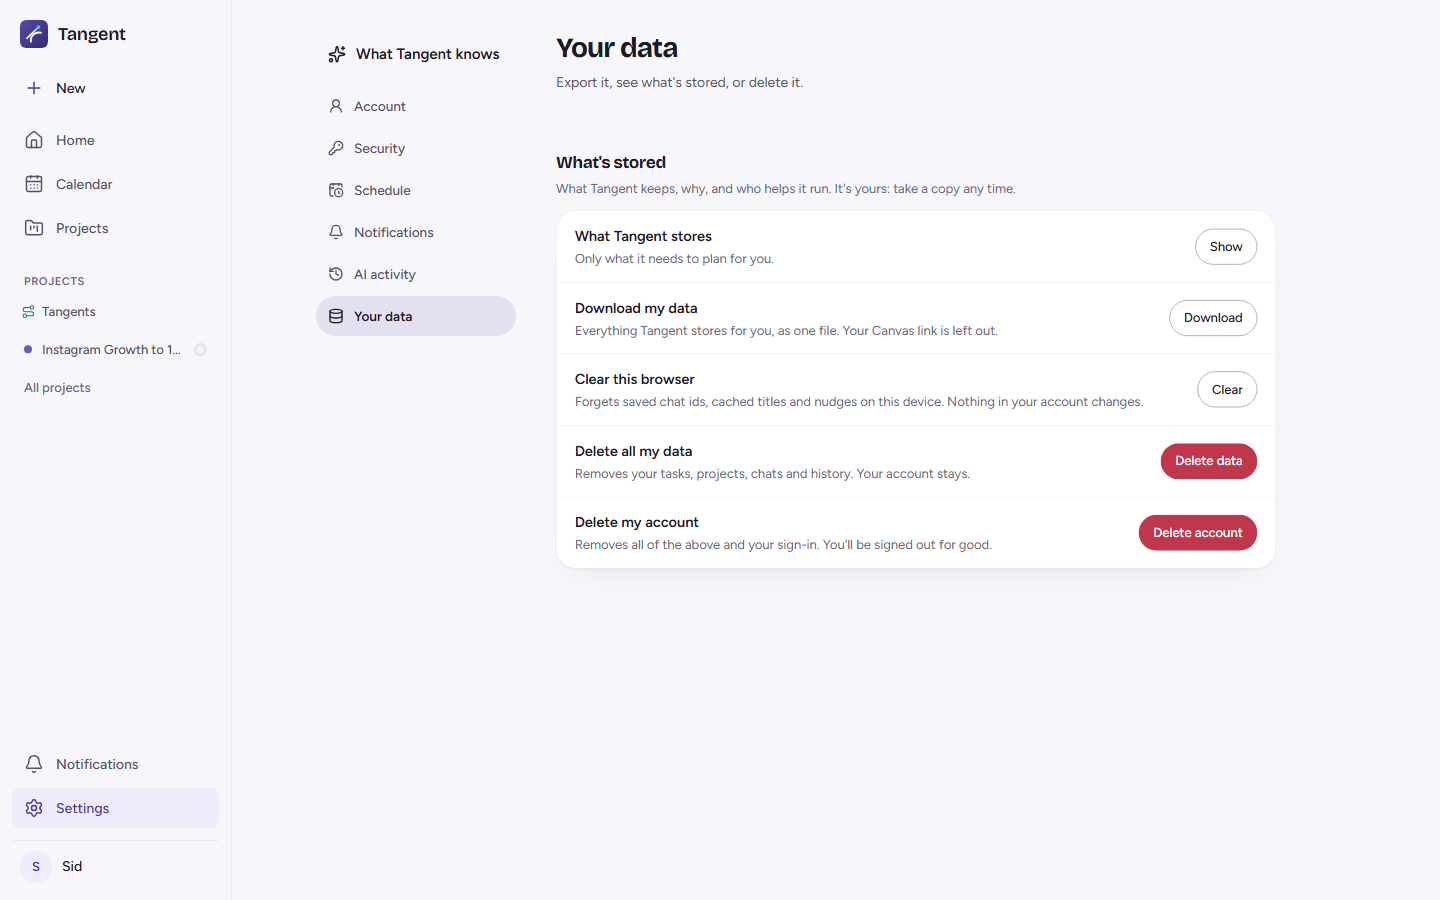 Tangent
New
Home
Calendar
Projects
PROJECTS
Tangents
Instagram Growth to 1...
All projects
Notifications
Settings
S
Sid
What Tangent knows
Account
Security
Schedule
Notifications
AI activity
Your data
Your data
Export it, see what's stored, or delete it.
What's stored
What Tangent keeps, why, and who helps it run. It's yours: take a copy any time.
What Tangent stores
Only what it needs to plan for you.
Show
Download my data
Everything Tangent stores for you, as one file. Your Canvas link is left out.
Download
Clear this browser
Forgets saved chat ids, cached titles and nudges on this device. Nothing in your account changes.
Clear
Delete all my data
Removes your tasks, projects, chats and history. Your account stays.
Delete data
Delete my account
Removes all of the above and your sign-in. You'll be signed out for good.
Delete account